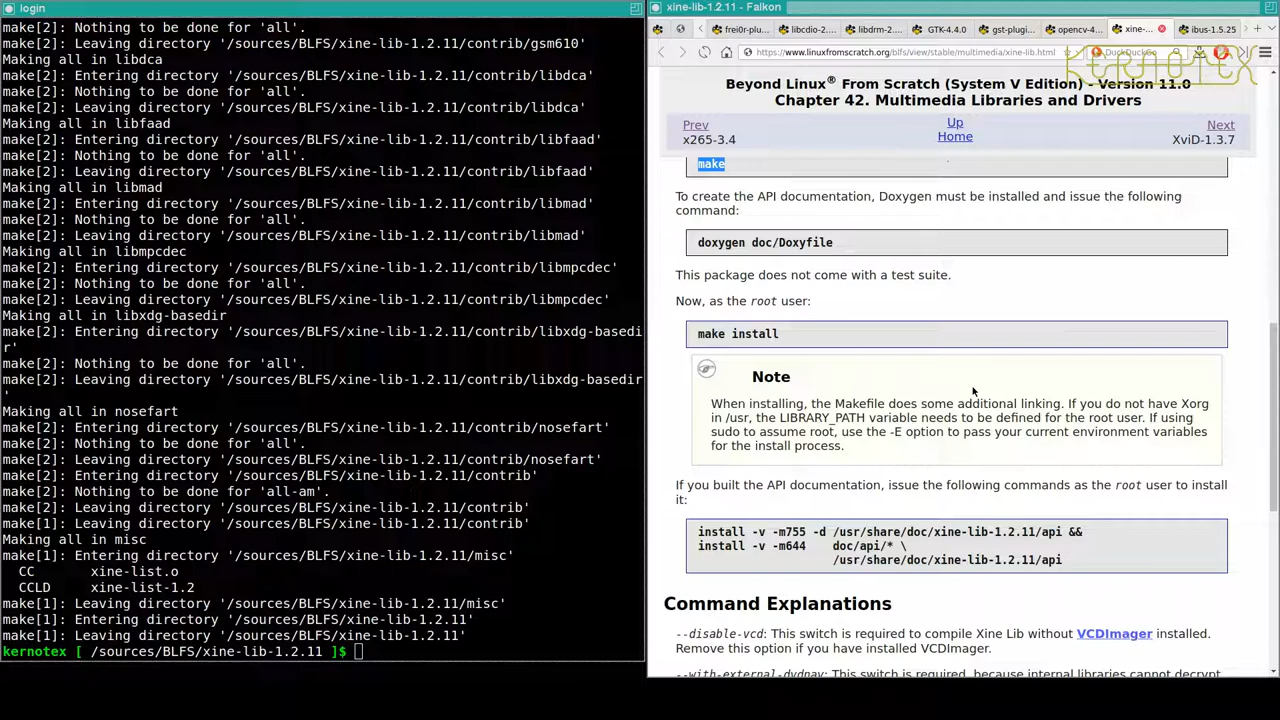 login
make[2]: Nothing to be done for 'all'.
make[2]: Leaving directory '/sources/BLFS/xine-lib-1.2.11/contrib/gsm610'
Making all in libdca
make[2]: Entering directory '/sources/BLFS/xine-lib-1.2.11/contrib/libdca'
make[2]: Nothing to be done for 'all'.
make[2]: Leaving directory '/sources/BLFS/xine-lib-1.2.11/contrib/libdca'
Making all in libfaad
make[2]: Entering directory '/sources/BLFS/xine-lib-1.2.11/contrib/libfaad'
make[2]: Nothing to be done for 'all'.
make[2]: Leaving directory '/sources/BLFS/xine-lib-1.2.11/contrib/libfaad'
Making all in libmad
make[2]: Entering directory '/sources/BLFS/xine-lib-1.2.11/contrib/libmad'
make[2]: Nothing to be done for 'all'.
make[2]: Leaving directory '/sources/BLFS/xine-lib-1.2.11/contrib/libmad'
Making all in libmpcdec
make[2]: Entering directory '/sources/BLFS/xine-lib-1.2.11/contrib/libmpcdec'
make[2]: Nothing to be done for 'all'.
make[2]: Leaving directory '/sources/BLFS/xine-lib-1.2.11/contrib/libmpcdec'
Making all in libxdg-basedir
make[2]: Entering directory '/sources/BLFS/xine-lib-1.2.11/contrib/libxdg-basedi
r'
make[2]: Nothing to be done for 'all'.
make[2]: Leaving directory '/sources/BLFS/xine-lib-1.2.11/contrib/libxdg-basedir
'
Making all in nosefart
make[2]: Entering directory '/sources/BLFS/xine-lib-1.2.11/contrib/nosefart'
make[2]: Nothing to be done for 'all'.
make[2]: Leaving directory '/sources/BLFS/xine-lib-1.2.11/contrib/nosefart'
make[2]: Entering directory '/sources/BLFS/xine-lib-1.2.11/contrib'
make[2]: Nothing to be done for 'all-am'.
make[2]: Leaving directory '/sources/BLFS/xine-lib-1.2.11/contrib'
make[1]: Leaving directory '/sources/BLFS/xine-lib-1.2.11/contrib'
Making all in misc
make[1]: Entering directory '/sources/BLFS/xine-lib-1.2.11/misc'
CC xine-list.o
CCLD xine-list-1.2
make[1]: Leaving directory '/sources/BLFS/xine-lib-1.2.11/misc'
make[1]: Entering directory '/sources/BLFS/xine-lib-1.2.11'
make[1]: Leaving directory '/sources/BLFS/xine-lib-1.2.11'
kernotex [ /sources/BLFS/xine-lib-1.2.11 ]$
xine-lib-1.2.11 - Falkon
frei0r-plu... libcdio-2.... libdrm-2.... GTK-4.4.0 gst-plugi... opencv-4.... xine-... ibus-1.5.25
https://www.linuxfromscratch.org/blfs/view/stable/multimedia/xine-lib.html DuckDuckGo
KERNOTEX
Beyond Linux® From Scratch (System V Edition) - Version 11.0
Chapter 42. Multimedia Libraries and Drivers
Prev Up Next
x265-3.4 Home XviD-1.3.7
make
To create the API documentation, Doxygen must be installed and issue the following
command:
doxygen doc/Doxyfile
This package does not come with a test suite.
Now, as the root user:
make install
Note
When installing, the Makefile does some additional linking. If you do not have Xorg
in /usr, the LIBRARY_PATH variable needs to be defined for the root user. If using
sudo to assume root, use the -E option to pass your current environment variables
for the install process.
If you built the API documentation, issue the following commands as the root user to install
it:
install -v -m755 -d /usr/share/doc/xine-lib-1.2.11/api &&
install -v -m644 doc/api/* \
/usr/share/doc/xine-lib-1.2.11/api
Command Explanations
--disable-vcd: This switch is required to compile Xine Lib without VCDImager installed.
Remove this option if you have installed VCDImager.
--with-external-dvdnav: This switch is required, because internal libraries cannot decrypt